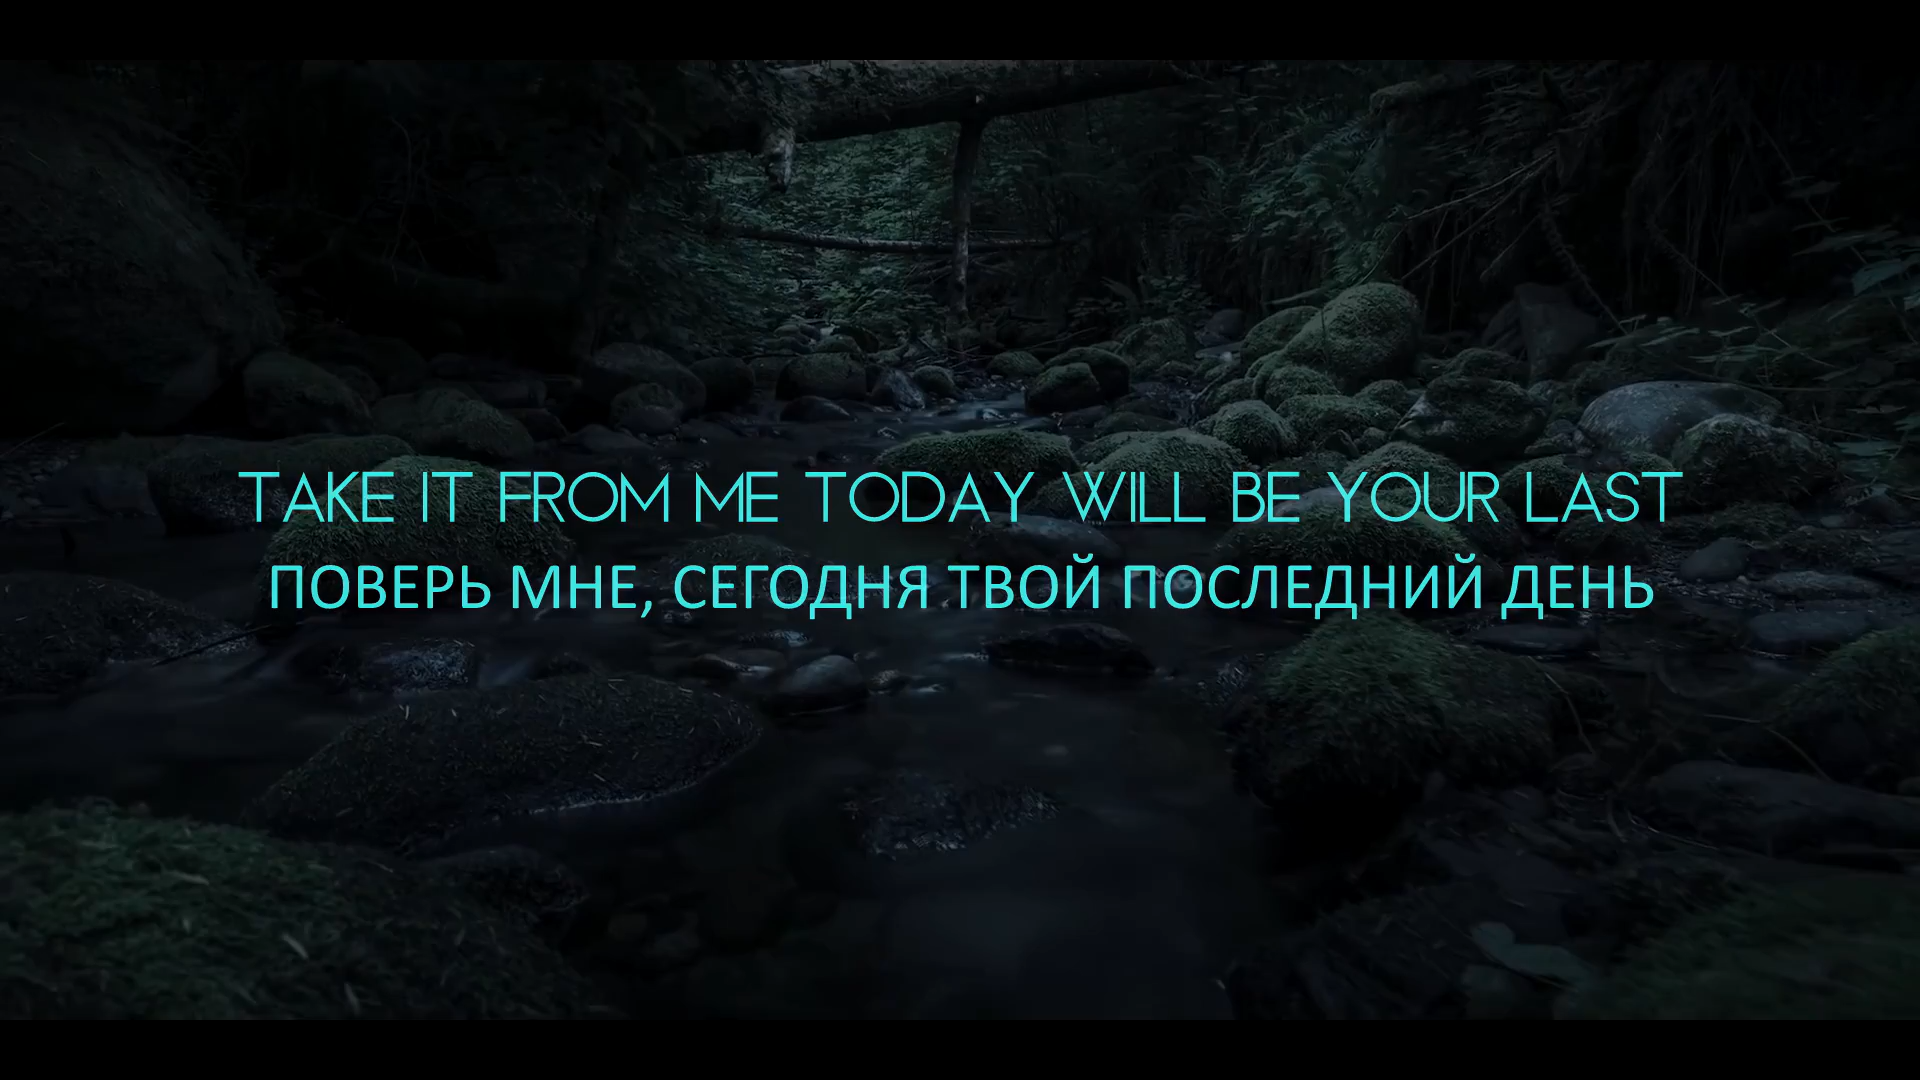 TAKE IT FROM ME TODAY WILL BE YOUR LAST
ПОВЕРЬ МНЕ, СЕГОДНЯ ТВОЙ ПОСЛЕДНИЙ ДЕНЬ